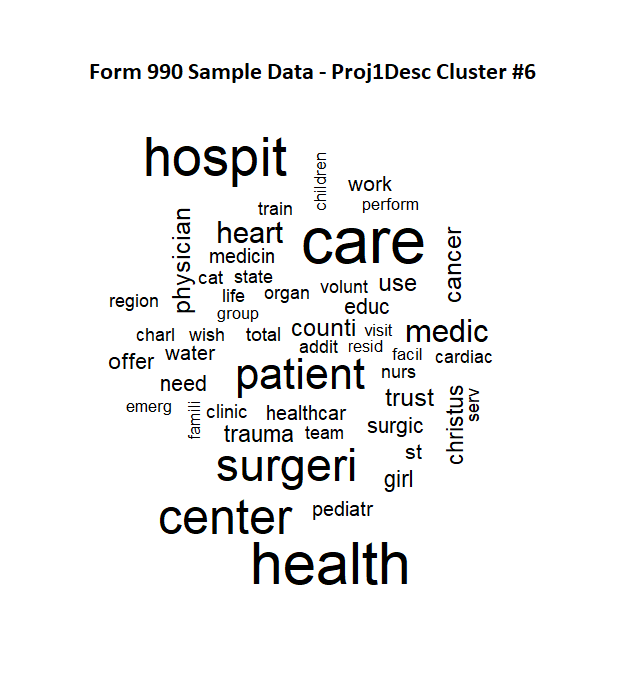 Form 990 Sample Data - Proj1Desc Cluster #6
hospit
children
work
train
perform
physician
heart
care
cancer
medicin
cat
state
life
organ
volunt
use
region
group
educ
charl
wish
total
counti
visit
medic
addit
resid
facil
cardiac
offer
water
patient
nurs
need
trust
christus
serv
emerg
famili
clinic
healthcar
trauma
team
surgic
st
surgeri
girl
center
pediatr
health